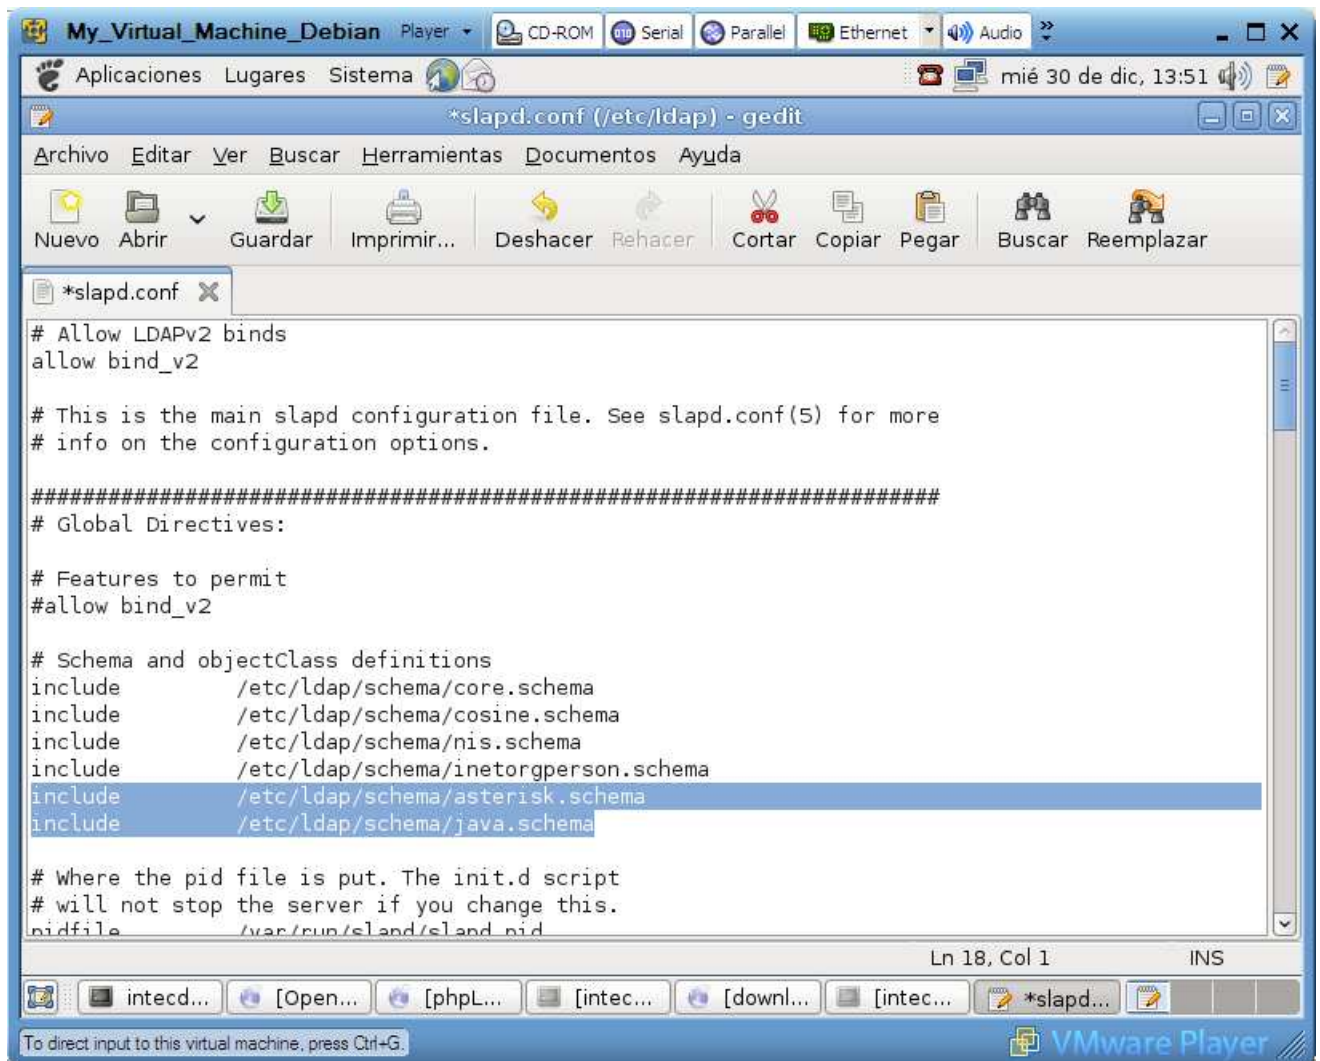 My_Virtual_Machine_Debian Player CD-ROM Serial Parallel Ethernet Audio
Aplicaciones Lugares Sistema mié 30 de dic, 13:51
*slapd.conf (/etc/ldap) - gedit
Archivo Editar Ver Buscar Herramientas Documentos Ayuda
Nuevo Abrir Guardar Imprimir... Deshacer Rehacer Cortar Copiar Pegar Buscar Reemplazar
*slapd.conf
# Allow LDAPv2 binds
allow bind_v2
# This is the main slapd configuration file. See slapd.conf(5) for more
# info on the configuration options.
#######################################################################
# Global Directives:
# Features to permit
#allow bind_v2
# Schema and objectClass definitions
include /etc/ldap/schema/core.schema
include /etc/ldap/schema/cosine.schema
include /etc/ldap/schema/nis.schema
include /etc/ldap/schema/inetorgperson.schema
include /etc/ldap/schema/asterisk.schema
include /etc/ldap/schema/java.schema
# Where the pid file is put. The init.d script
# will not stop the server if you change this.
pidfile /var/run/slapd/slapd.pid
Ln 18, Col 1 INS
intecd... [Open... [phpL... [intec... [downl... [intec... *slapd...
To direct input to this virtual machine, press Ctrl+G. VMware Player